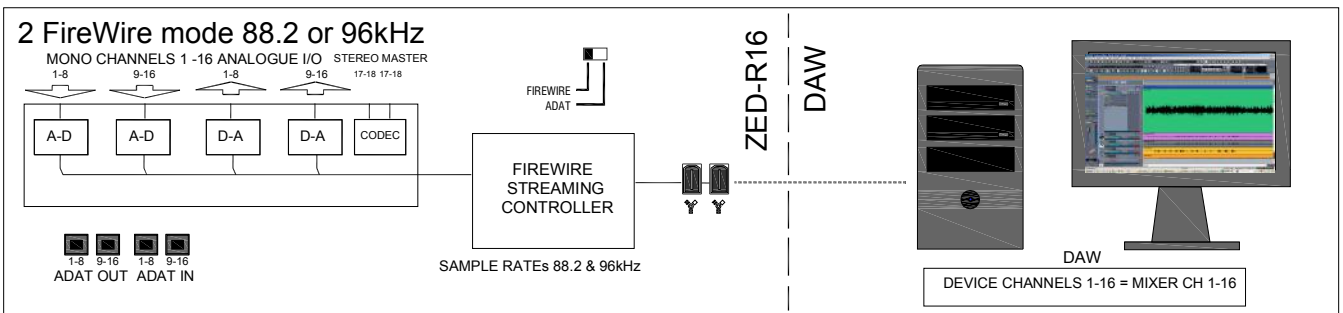 2 FireWire mode 88.2 or 96kHz
MONO CHANNELS 1 -16 ANALOGUE I/O
STEREO MASTER
1-8
9-16
1-8
9-16
17-18 17-18
A-D
A-D
D-A
D-A
CODEC
FIREWIRE
ADAT
FIREWIRE
STREAMING
CONTROLLER
SAMPLE RATEs 88.2 & 96kHz
1-8
9-16
1-8
9-16
ADAT OUT
ADAT IN
ZED-R16
DAW
DAW
DEVICE CHANNELS 1-16 = MIXER CH 1-16